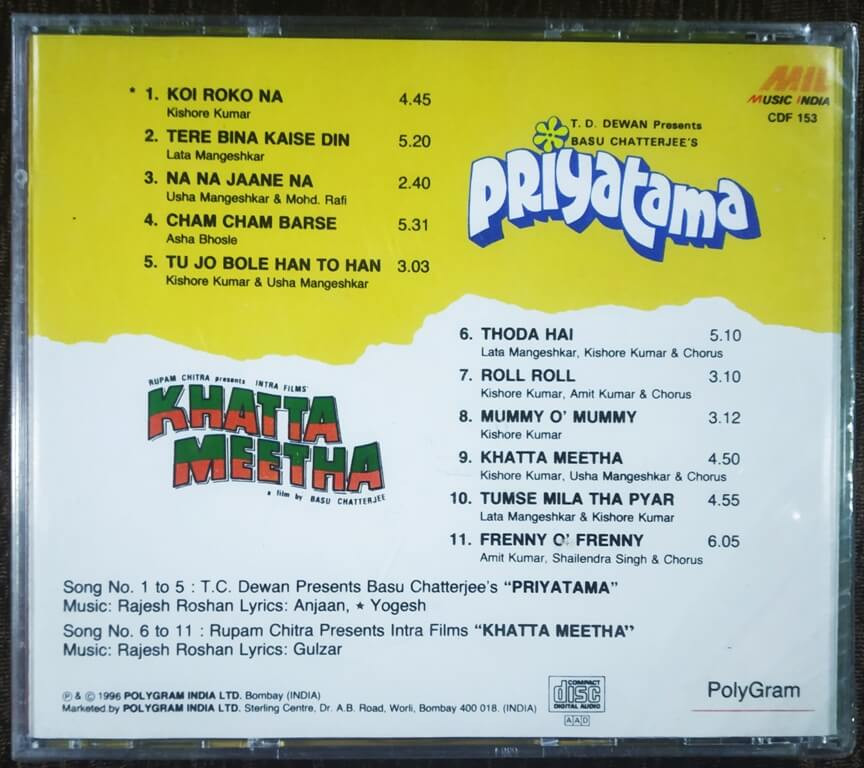 * 1. KOI ROKO NA 4.45
Kishore Kumar
2. TERE BINA KAISE DIN 5.20
Lata Mangeshkar
3. NA NA JAANE NA 2.40
Usha Mangeshkar & Mohd. Rafi
4. CHAM CHAM BARSE 5.31
Asha Bhosle
5. TU JO BOLE HAN TO HAN 3.03
Kishore Kumar & Usha Mangeshkar
MIL
MUSIC INDIA
CDF 153
T. D. DEWAN Presents
BASU CHATTERJEE'S
PRiyatama
6. THODA HAI 5.10
Lata Mangeshkar, Kishore Kumar & Chorus
7. ROLL ROLL 3.10
Kishore Kumar, Amit Kumar & Chorus
8. MUMMY O' MUMMY 3.12
Kishore Kumar
9. KHATTA MEETHA 4.50
Kishore Kumar, Usha Mangeshkar & Chorus
10. TUMSE MILA THA PYAR 4.55
Lata Mangeshkar & Kishore Kumar
11. FRENNY O' FRENNY 6.05
Amit Kumar, Shailendra Singh & Chorus
RUPAM CHITRA presents INTRA FILMS'
KHATTA
MEETHA
a film by BASU CHATTERJEE
Song No. 1 to 5 : T.C. Dewan Presents Basu Chatterjee's "PRIYATAMA"
Music: Rajesh Roshan Lyrics: Anjaan, ★ Yogesh
Song No. 6 to 11 : Rupam Chitra Presents Intra Films "KHATTA MEETHA"
Music: Rajesh Roshan Lyrics: Gulzar
℗ & © 1996 POLYGRAM INDIA LTD. Bombay (INDIA)
Marketed by POLYGRAM INDIA LTD. Sterling Centre, Dr. A.B. Road, Worli, Bombay 400 018. (INDIA)
COMPACT
disc
DIGITAL AUDIO
AAD
PolyGram